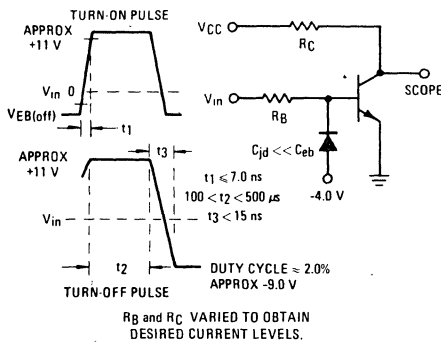 TURN-ON PULSE
APPROX
+11 V
Vin 0
VEB(off)
t1
t3
APPROX
+11 V
Vin
t1 ⩽ 7.0 ns
100 < t2 < 500 μs
t3 < 15 ns
t2
DUTY CYCLE ≈ 2.0%
APPROX -9.0 V
TURN-OFF PULSE
VCC
RC
SCOPE
Vin
RB
Cjd << Ceb
-4.0 V
RB and RC VARIED TO OBTAIN
DESIRED CURRENT LEVELS.